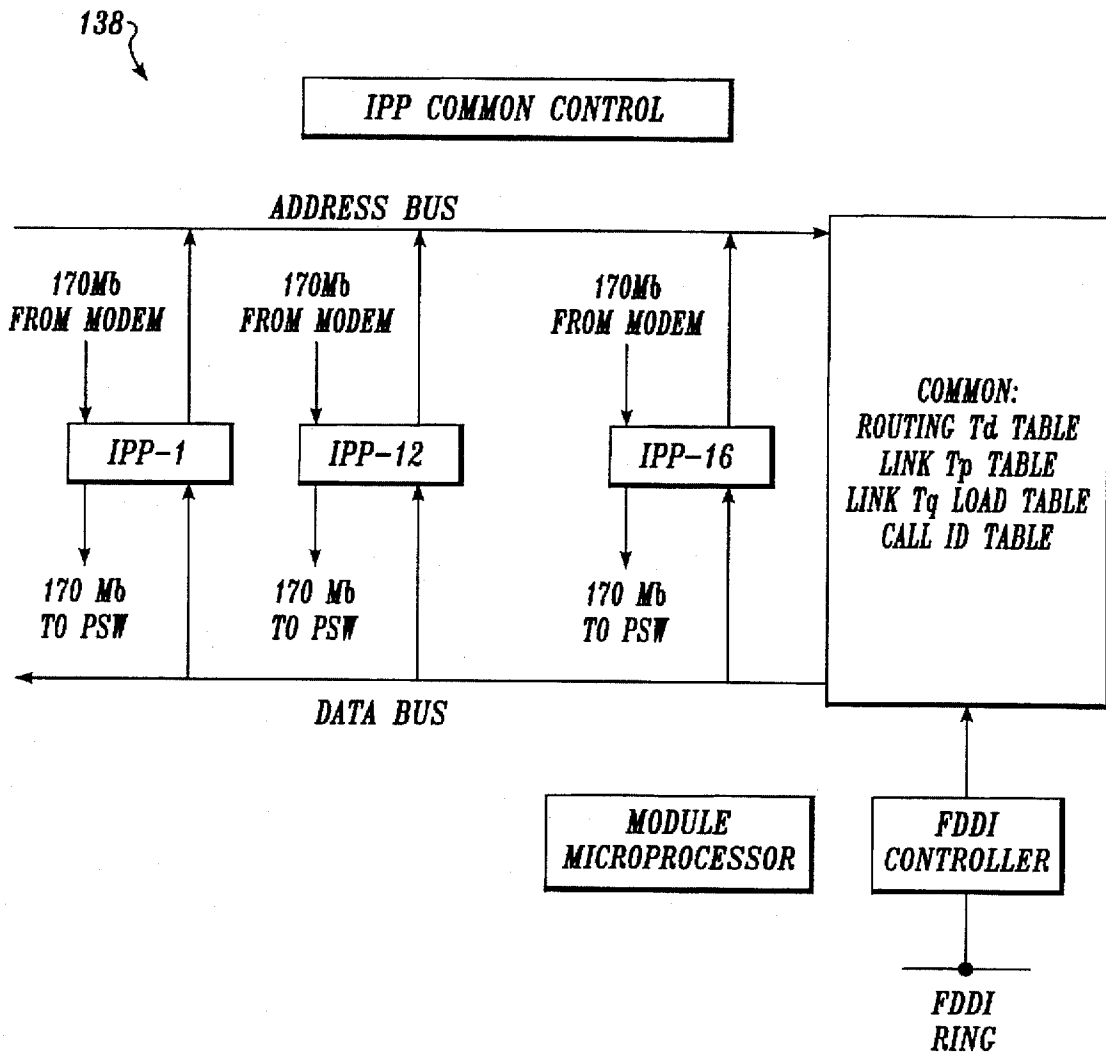 138
IPP COMMON CONTROL
ADDRESS BUS
170Mb
FROM MODEM
170Mb
FROM MODEM
170Mb
FROM MODEM
IPP-1
IPP-12
IPP-16
170 Mb
TO PSW
170 Mb
TO PSW
170 Mb
TO PSW
COMMON:
ROUTING Td TABLE
LINK Tp TABLE
LINK Tq LOAD TABLE
CALL ID TABLE
DATA BUS
MODULE
MICROPROCESSOR
FDDI
CONTROLLER
FDDI
RING